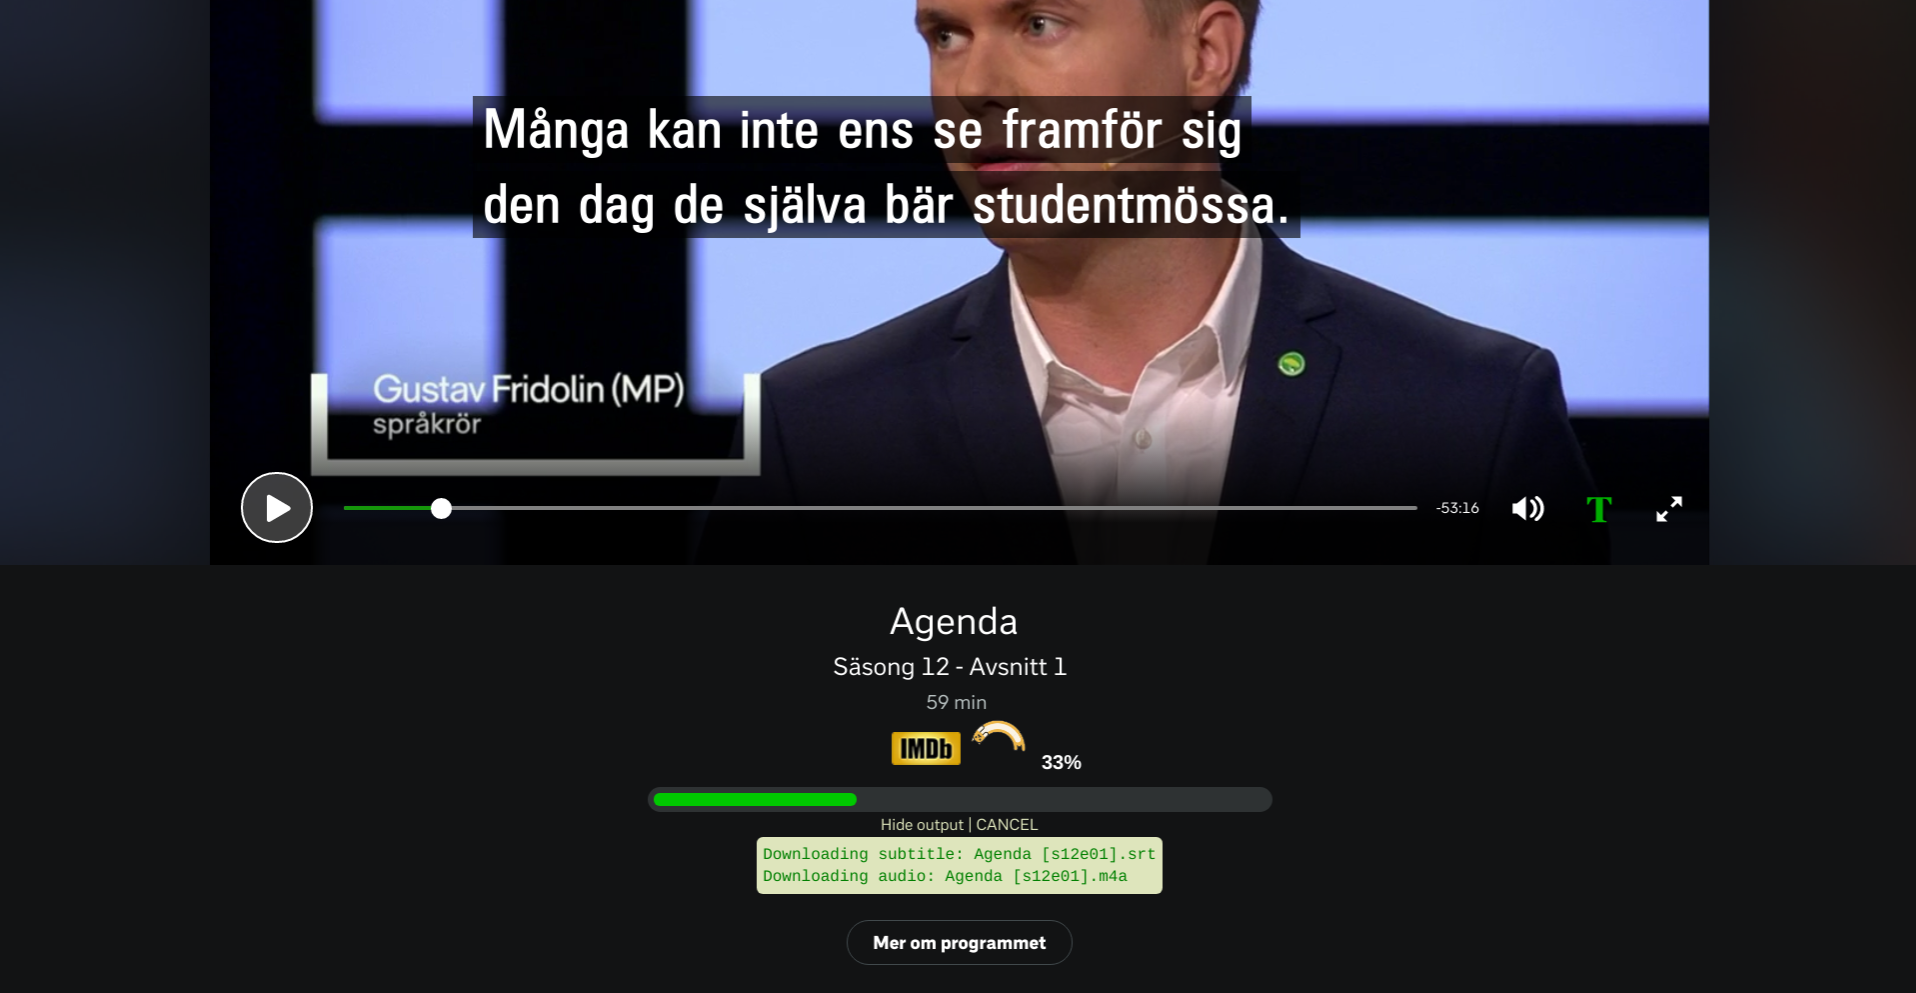 Många kan inte ens se framför sig
den dag de själva bär studentmössa.
Gustav Fridolin (MP)
språkrör
-53:16
T
Agenda
Säsong 12 - Avsnitt 1
59 min
IMDb
33%
Hide output | CANCEL
Downloading subtitle: Agenda [s12e01].srt
Downloading audio: Agenda [s12e01].m4a
Mer om programmet